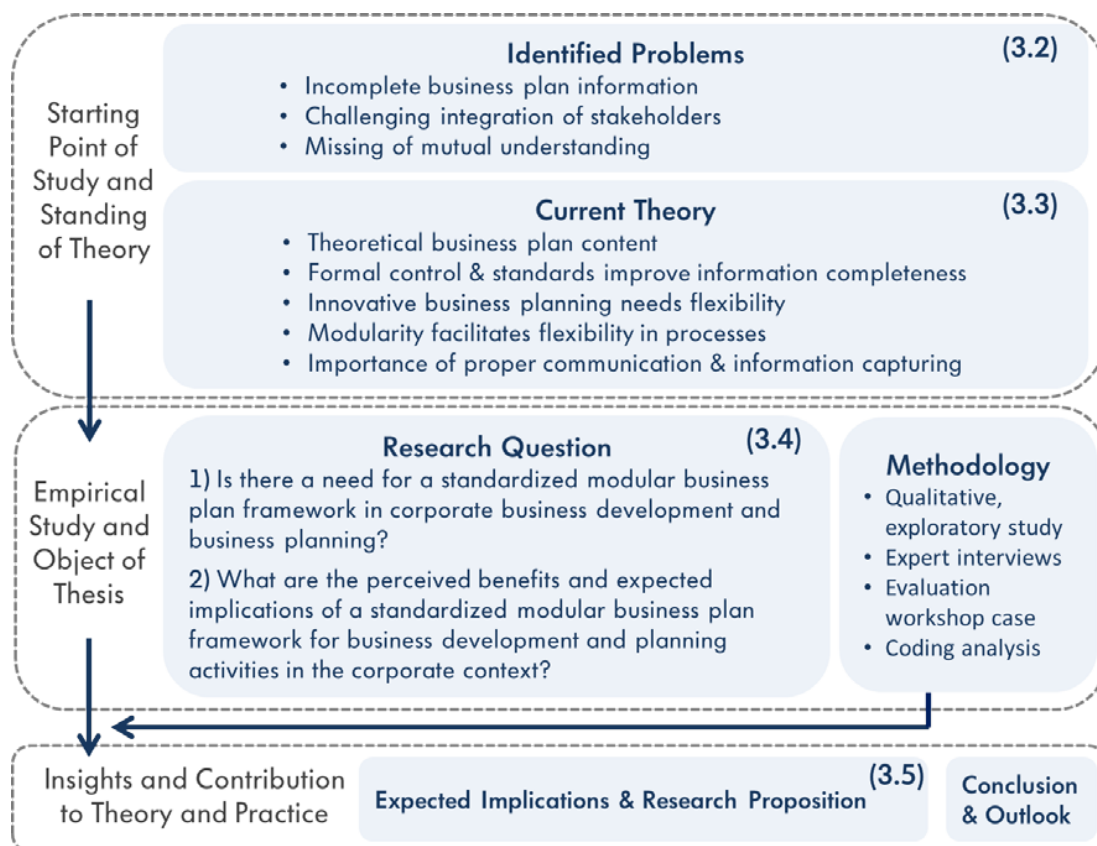 Starting
Point of
Study and
Standing
of Theory
Identified Problems
(3.2)
• Incomplete business plan information
• Challenging integration of stakeholders
• Missing of mutual understanding
Current Theory
(3.3)
• Theoretical business plan content
• Formal control & standards improve information completeness
• Innovative business planning needs flexibility
• Modularity facilitates flexibility in processes
• Importance of proper communication & information capturing
Empirical
Study and
Object of
Thesis
Research Question
(3.4)
1) Is there a need for a standardized modular business
plan framework in corporate business development and
business planning?
2) What are the perceived benefits and expected
implications of a standardized modular business plan
framework for business development and planning
activities in the corporate context?
Methodology
• Qualitative,
exploratory study
• Expert interviews
• Evaluation
workshop case
• Coding analysis
Insights and Contribution
to Theory and Practice
(3.5)
Expected Implications & Research Proposition
Conclusion
& Outlook